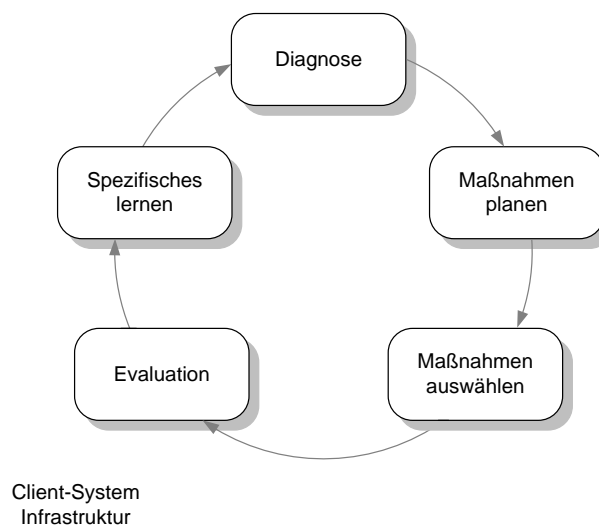 Diagnose
Maßnahmen
planen
Maßnahmen
auswählen
Evaluation
Spezifisches
lernen
Client-System
Infrastruktur